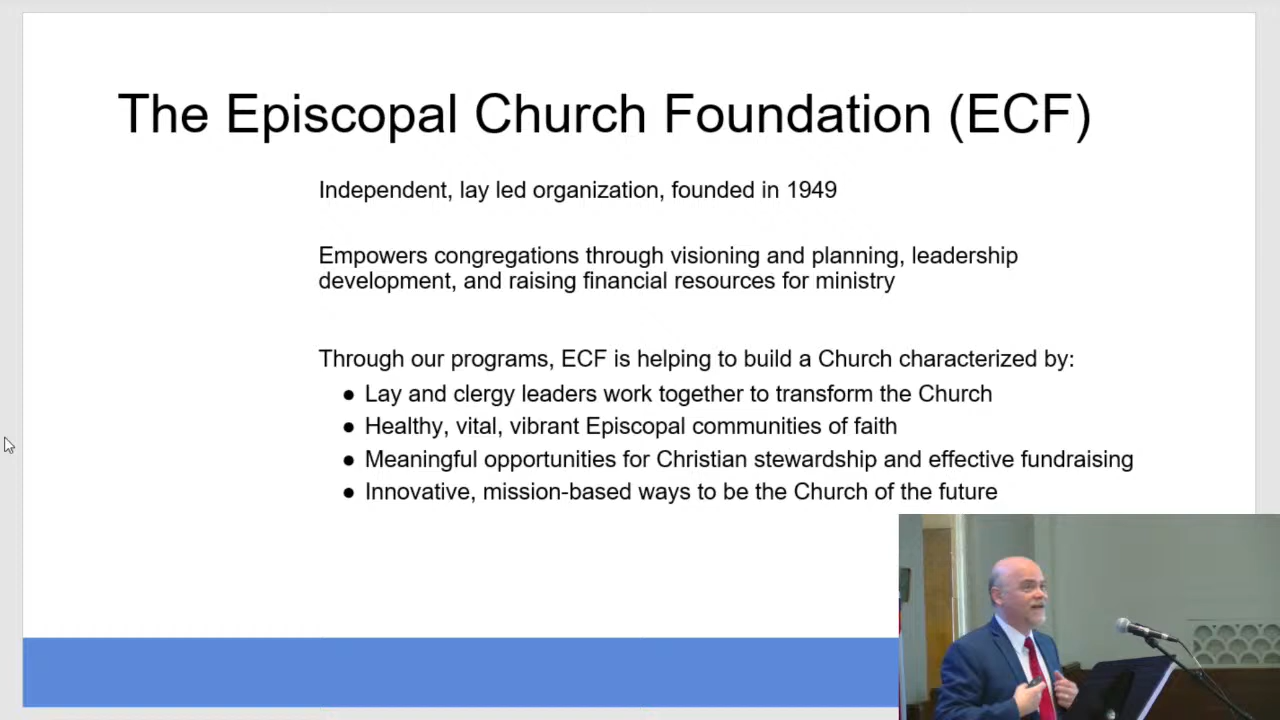 The Episcopal Church Foundation (ECF)
Independent, lay led organization, founded in 1949
Empowers congregations through visioning and planning, leadership
development, and raising financial resources for ministry
Through our programs, ECF is helping to build a Church characterized by:
● Lay and clergy leaders work together to transform the Church
● Healthy, vital, vibrant Episcopal communities of faith
● Meaningful opportunities for Christian stewardship and effective fundraising
● Innovative, mission-based ways to be the Church of the future